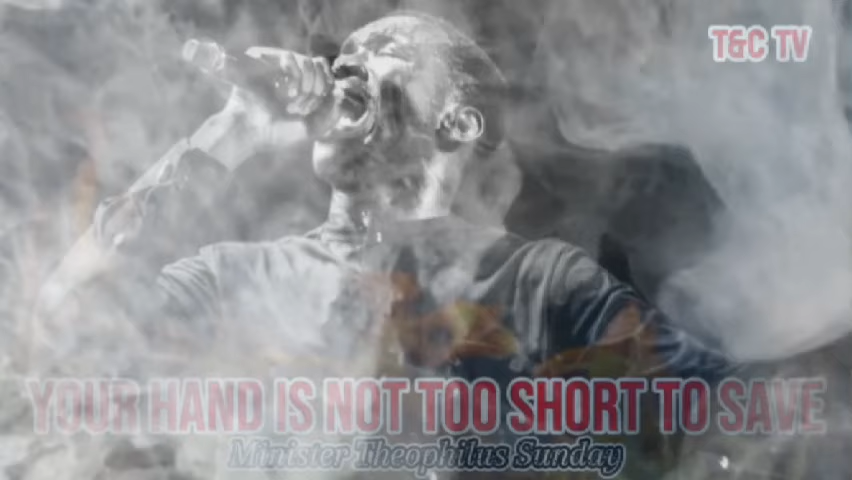 T&C TV
YOUR HAND IS NOT TOO SHORT TO SAVE
Minister Theophilus Sunday